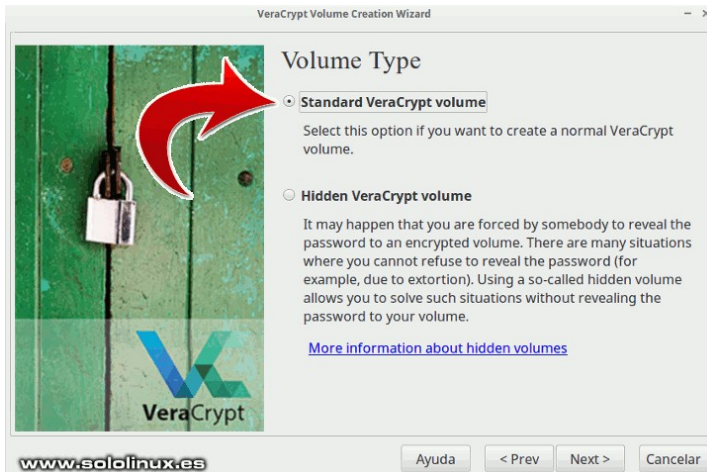 VeraCrypt Volume Creation Wizard
Volume Type
Standard VeraCrypt volume
Select this option if you want to create a normal VeraCrypt
volume.
Hidden VeraCrypt volume
It may happen that you are forced by somebody to reveal the
password to an encrypted volume. There are many situations
where you cannot refuse to reveal the password (for
example, due to extortion). Using a so-called hidden volume
allows you to solve such situations without revealing the
password to your volume.
More information about hidden volumes
VeraCrypt
www.sololinux.es
Ayuda < Prev Next > Cancelar